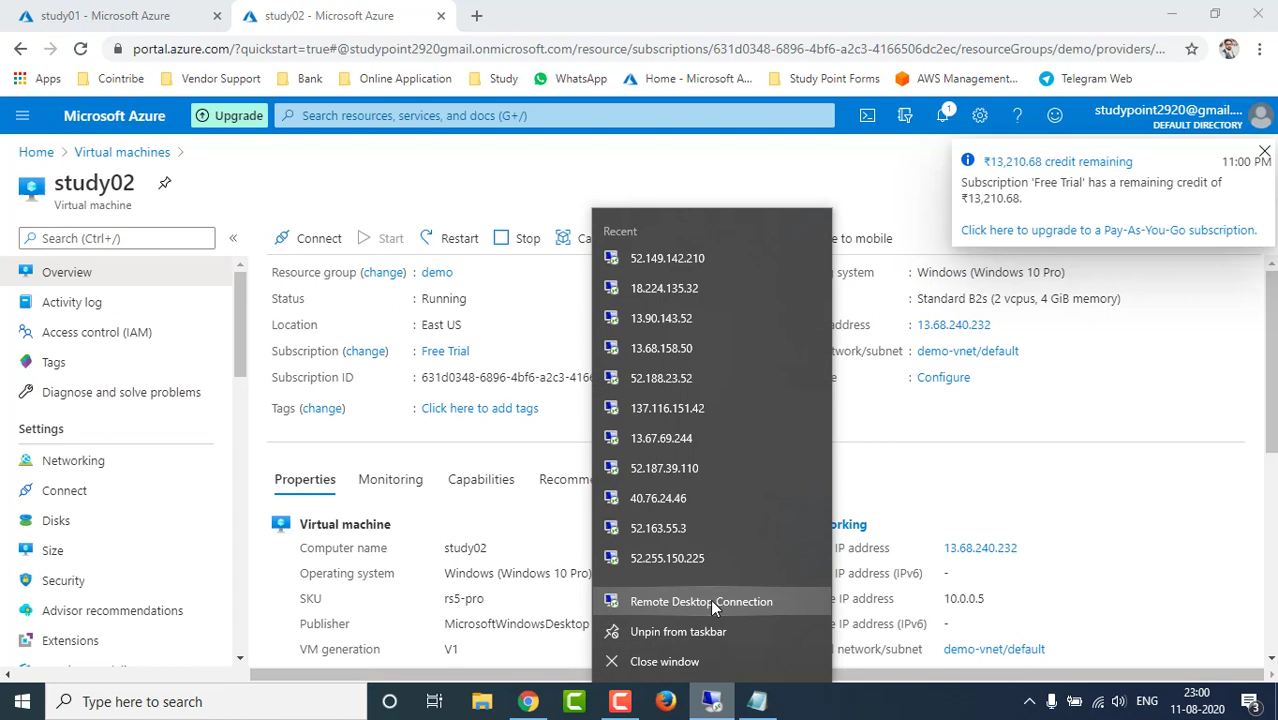 study01 - Microsoft Azure
study02 - Microsoft Azure
portal.azure.com/?quickstart=true#@studypoint2920gmail.onmicrosoft.com/resource/subscriptions/631d0348-6896-4bf6-a2c3-4166506dc2ec/resourceGroups/demo/providers/...
Apps
Cointribe
Vendor Support
Bank
Online Application
Study
WhatsApp
Home - Microsoft A...
Study Point Forms
AWS Management...
Telegram Web
Microsoft Azure
Upgrade
Search resources, services, and docs (G+/)
1
studypoint2920@gmail....
DEFAULT DIRECTORY
Home > Virtual machines >
study02
Virtual machine
₹13,210.68 credit remaining
11:00 PM
Subscription 'Free Trial' has a remaining credit of
₹13,210.68.
Click here to upgrade to a Pay-As-You-Go subscription.
Search (Ctrl+/)
Connect
Start
Restart
Stop
Ca
e to mobile
Overview
Activity log
Access control (IAM)
Tags
Diagnose and solve problems
Settings
Networking
Connect
Disks
Size
Security
Advisor recommendations
Extensions
Resource group (change) : demo
Status : Running
Location : East US
Subscription (change) : Free Trial
Subscription ID : 631d0348-6896-4bf6-a2c3-416
Tags (change) : Click here to add tags
system : Windows (Windows 10 Pro)
: Standard B2s (2 vcpus, 4 GiB memory)
address : 13.68.240.232
work/subnet : demo-vnet/default
e : Configure
Properties
Monitoring
Capabilities
Recomm
Virtual machine
Computer name study02
Operating system Windows (Windows 10 Pro)
SKU rs5-pro
Publisher MicrosoftWindowsDesktop
VM generation V1
king
IP address 13.68.240.232
IP address (IPv6) -
IP address 10.0.0.5
IP address (IPv6) -
work/subnet demo-vnet/default
Recent
52.149.142.210
18.224.135.32
13.90.143.52
13.68.158.50
52.188.23.52
137.116.151.42
13.67.69.244
52.187.39.110
40.76.24.46
52.163.55.3
52.255.150.225
Remote Desktop Connection
Unpin from taskbar
Close window
Type here to search
ENG
23:00
11-08-2020
3